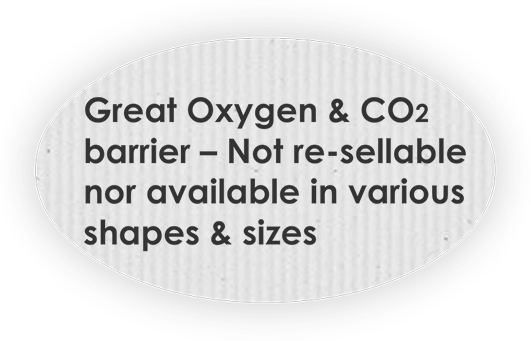 Great Oxygen & CO2
barrier – Not re-sellable
nor available in various
shapes & sizes